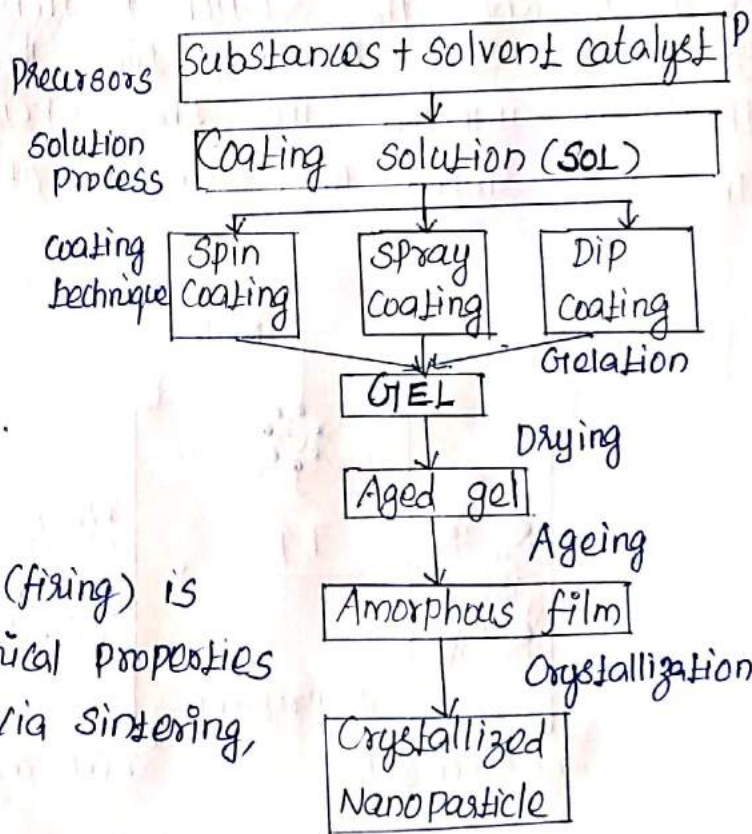 Substances + solvent catalyst P
Precursors
Coating solution (SOL)
solution
process
coating
technique
Spin
Coating
spray
coating
Dip
coating
Gelation
GEL
Drying
Aged gel
Ageing
(firing) is
Amorphous film
ical properties
Crystallization
via sintering,
Crystallized
Nanoparticle